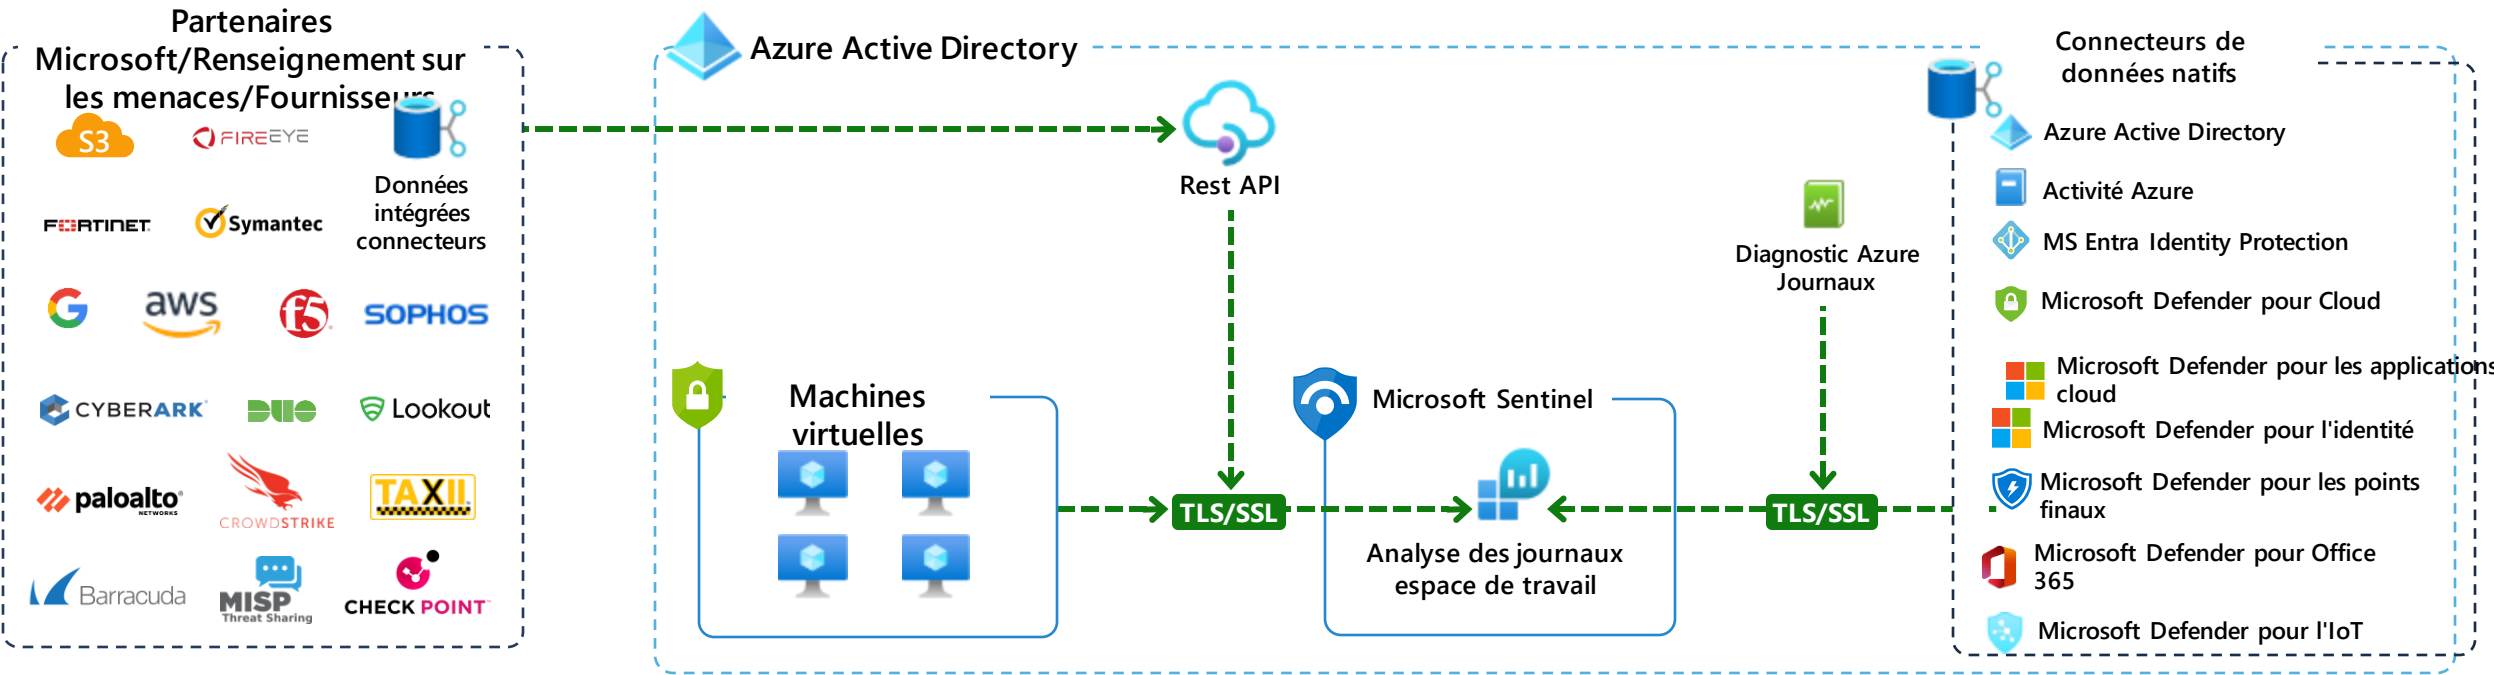 Partenaires
Microsoft/Renseignement sur
les menaces/Fournisseurs
S3
FIREEYE
Données
intégrées
connecteurs
FORTINET
Symantec
aws
f5
SOPHOS
CYBERARK
DUO
Lookout
paloalto
NETWORKS
CROWDSTRIKE
TAXII
Barracuda
MISP
Threat Sharing
CHECK POINT
Azure Active Directory
Rest API
Machines
virtuelles
TLS/SSL
Microsoft Sentinel
Analyse des journaux
espace de travail
Diagnostic Azure
Journaux
TLS/SSL
Connecteurs de
données natifs
Azure Active Directory
Activité Azure
MS Entra Identity Protection
Microsoft Defender pour Cloud
Microsoft Defender pour les applications
cloud
Microsoft Defender pour l'identité
Microsoft Defender pour les points
finaux
Microsoft Defender pour Office
365
Microsoft Defender pour l'IoT